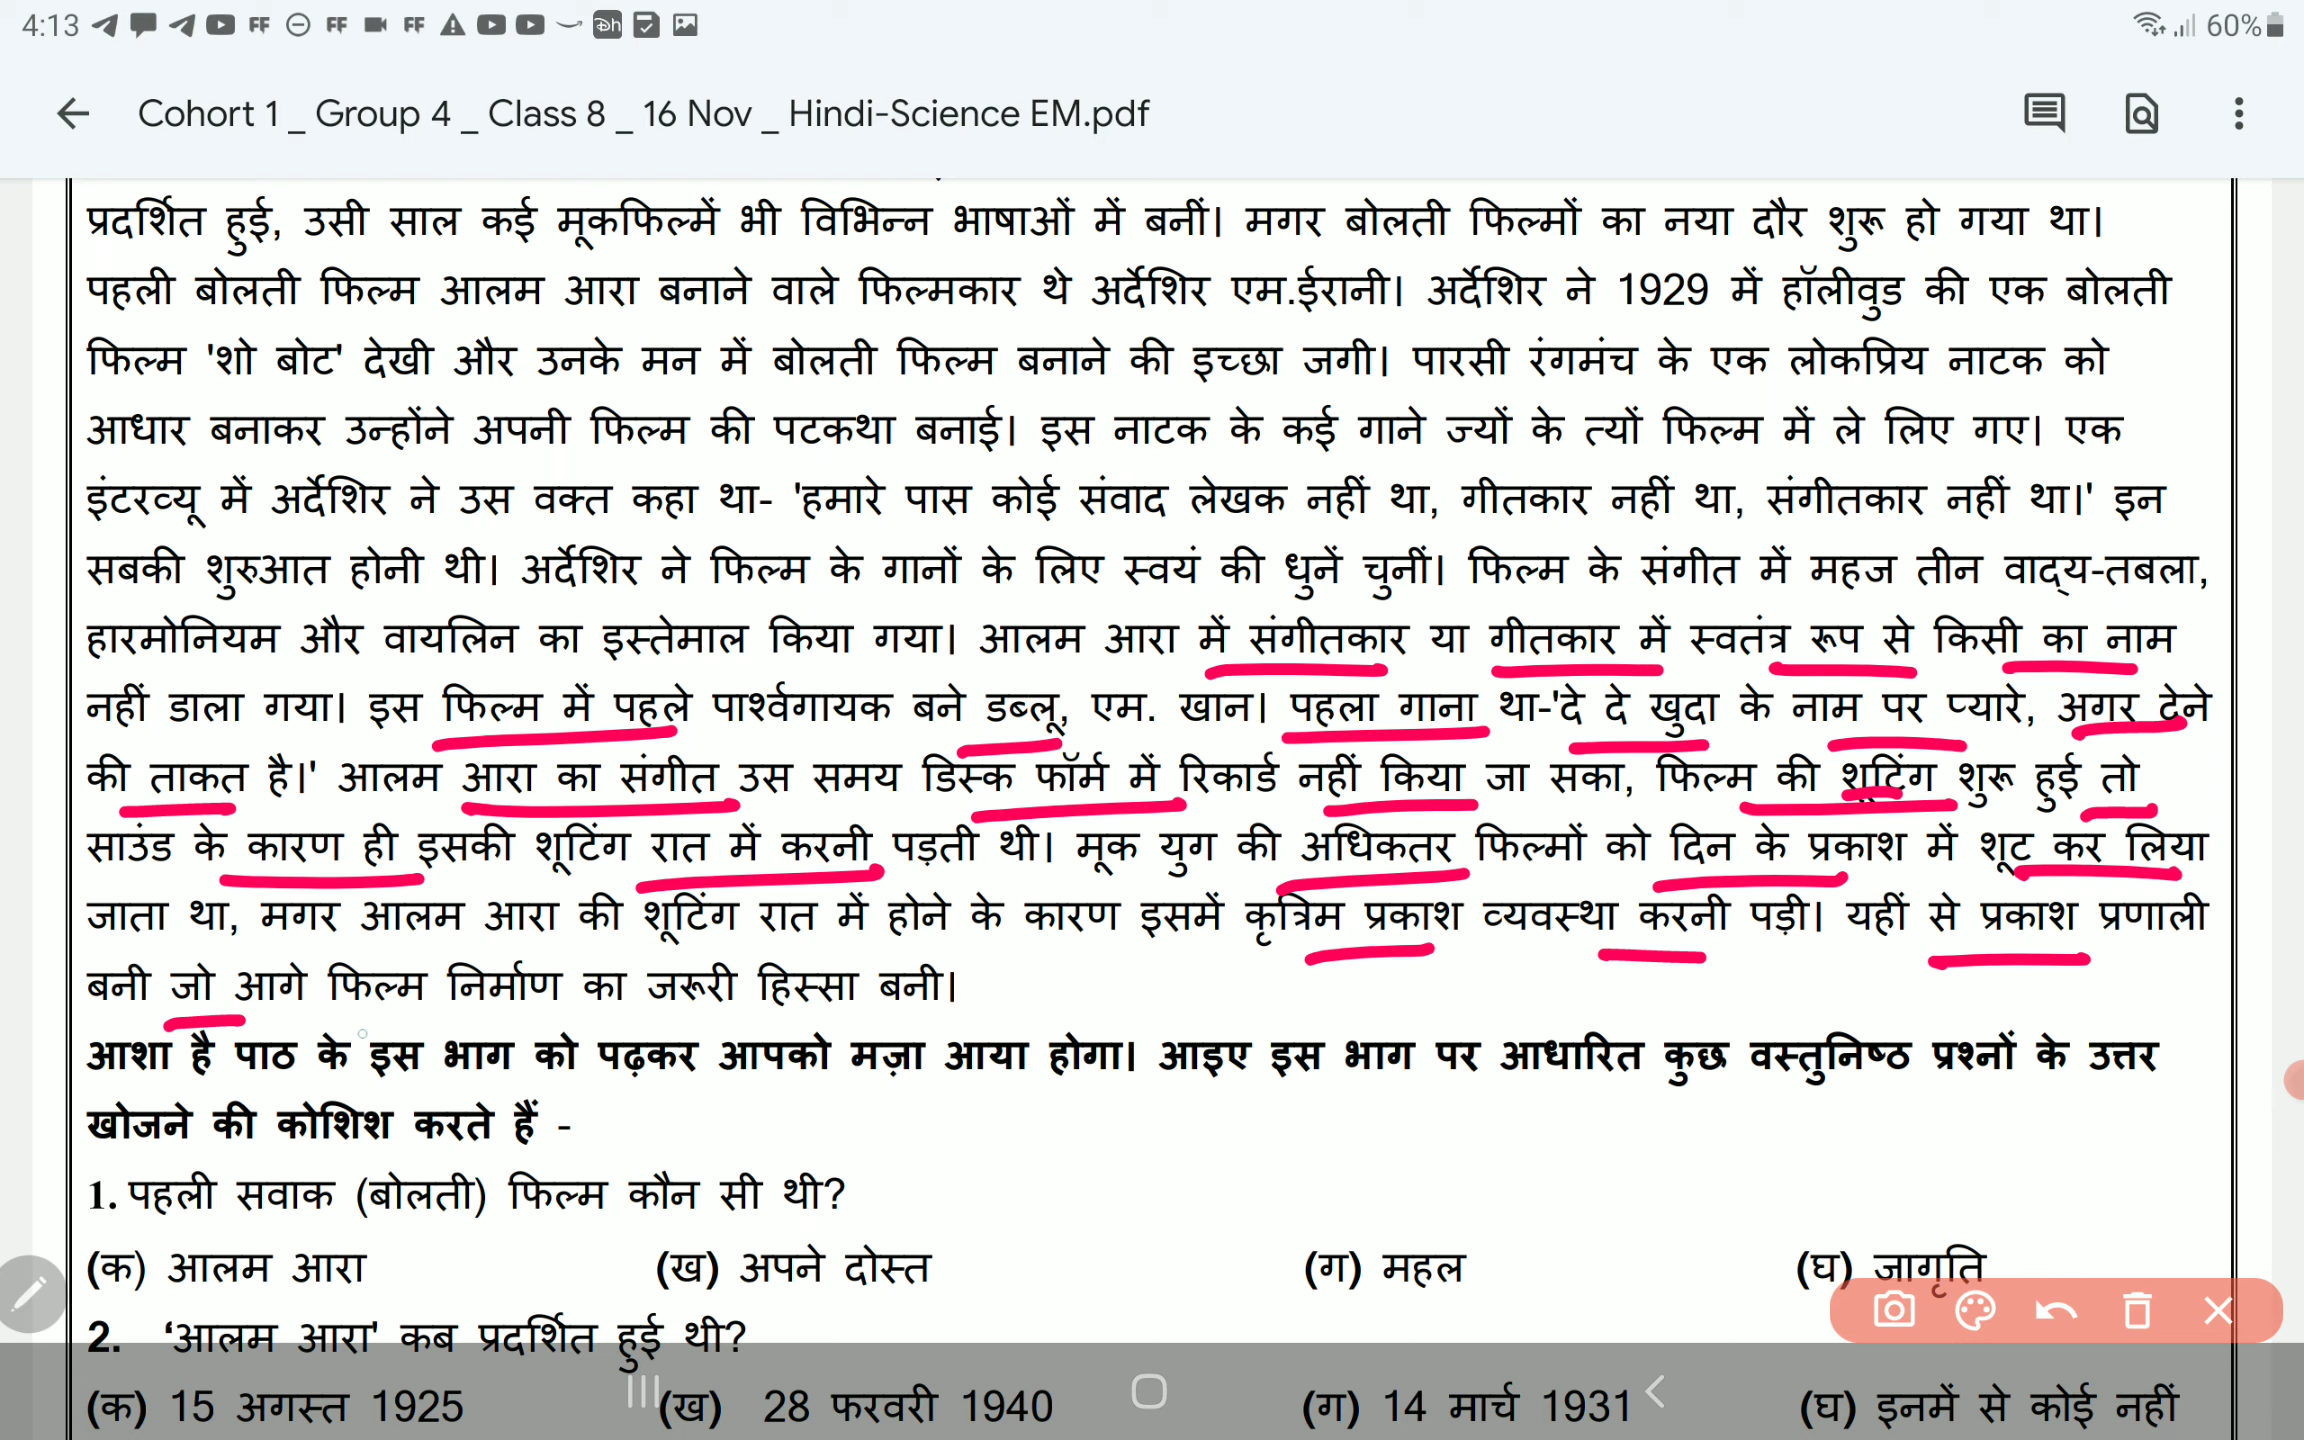 4:13 60%
Cohort 1 _ Group 4 _ Class 8 _ 16 Nov _ Hindi-Science EM.pdf
प्रदर्शित हुई, उसी साल कई मूकफिल्में भी विभिन्न भाषाओं में बनीं। मगर बोलती फिल्मों का नया दौर शुरू हो गया था।
पहली बोलती फिल्म आलम आरा बनाने वाले फिल्मकार थे अर्देशिर एम.ईरानी। अर्देशिर ने 1929 में हॉलीवुड की एक बोलती
फिल्म 'शो बोट' देखी और उनके मन में बोलती फिल्म बनाने की इच्छा जगी। पारसी रंगमंच के एक लोकप्रिय नाटक को
आधार बनाकर उन्होंने अपनी फिल्म की पटकथा बनाई। इस नाटक के कई गाने ज्यों के त्यों फिल्म में ले लिए गए। एक
इंटरव्यू में अर्देशिर ने उस वक्त कहा था- 'हमारे पास कोई संवाद लेखक नहीं था, गीतकार नहीं था, संगीतकार नहीं था।' इन
सबकी शुरुआत होनी थी। अर्देशिर ने फिल्म के गानों के लिए स्वयं की धुनें चुनीं। फिल्म के संगीत में महज तीन वाद्य-तबला,
हारमोनियम और वायलिन का इस्तेमाल किया गया। आलम आरा में संगीतकार या गीतकार में स्वतंत्र रूप से किसी का नाम
नहीं डाला गया। इस फिल्म में पहले पार्श्वगायक बने डब्लू, एम. खान। पहला गाना था-'दे दे खुदा के नाम पर प्यारे, अगर देने
की ताकत है।' आलम आरा का संगीत उस समय डिस्क फॉर्म में रिकार्ड नहीं किया जा सका, फिल्म की शूटिंग शुरू हुई तो
साउंड के कारण ही इसकी शूटिंग रात में करनी पड़ती थी। मूक युग की अधिकतर फिल्मों को दिन के प्रकाश में शूट कर लिया
जाता था, मगर आलम आरा की शूटिंग रात में होने के कारण इसमें कृत्रिम प्रकाश व्यवस्था करनी पड़ी। यहीं से प्रकाश प्रणाली
बनी जो आगे फिल्म निर्माण का जरूरी हिस्सा बनी।
आशा है पाठ के इस भाग को पढ़कर आपको मज़ा आया होगा। आइए इस भाग पर आधारित कुछ वस्तुनिष्ठ प्रश्नों के उत्तर
खोजने की कोशिश करते हैं -
1. पहली सवाक (बोलती) फिल्म कौन सी थी?
(क) आलम आरा (ख) अपने दोस्त (ग) महल (घ) जागृति
2. ‘आलम आरा' कब प्रदर्शित हुई थी?
(क) 15 अगस्त 1925 (ख) 28 फरवरी 1940 (ग) 14 मार्च 1931 (घ) इनमें से कोई नहीं